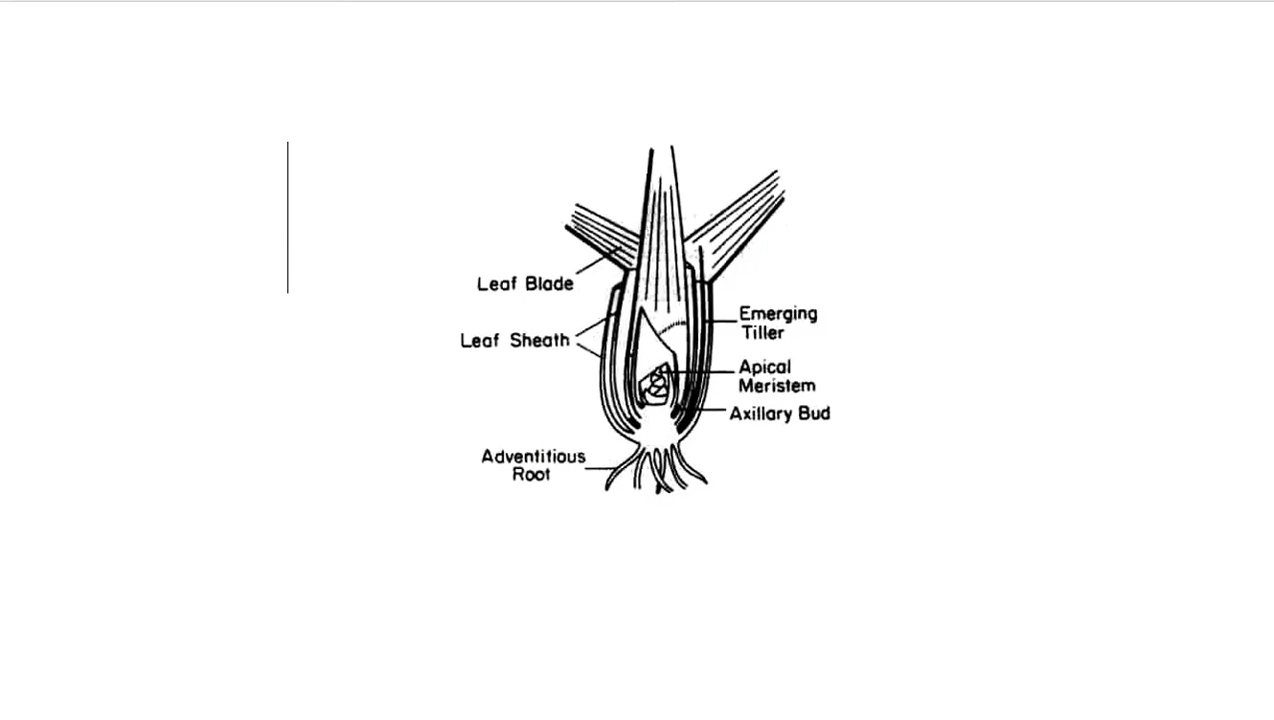 Leaf Blade
Leaf Sheath
Adventitious
Root
Emerging
Tiller
Apical
Meristem
Axillary Bud